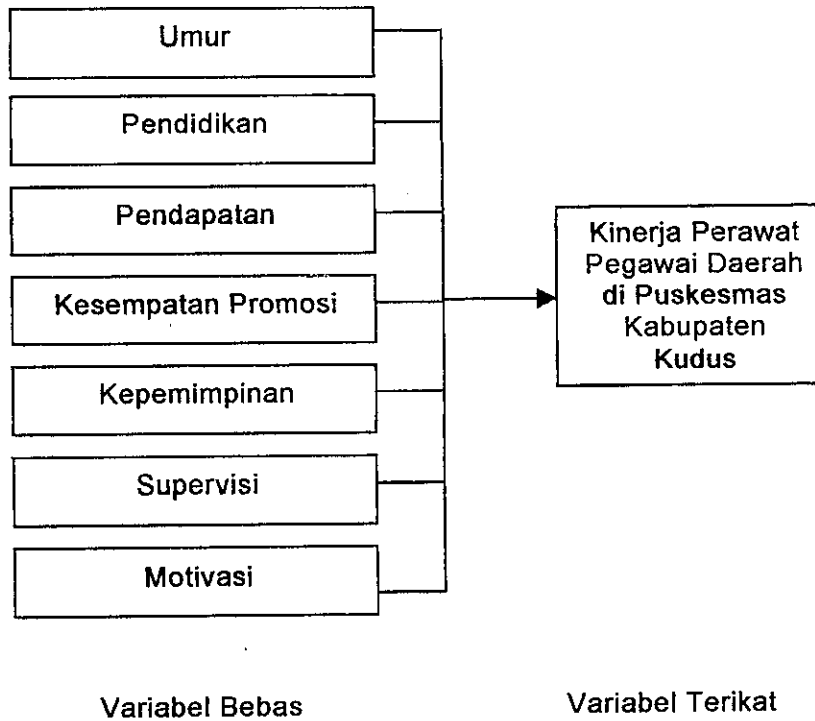 Umur
Pendidikan
Pendapatan
Kesempatan Promosi
Kepemimpinan
Supervisi
Motivasi
Kinerja Perawat
Pegawai Daerah
di Puskesmas
Kabupaten
Kudus
Variabel Bebas
Variabel Terikat